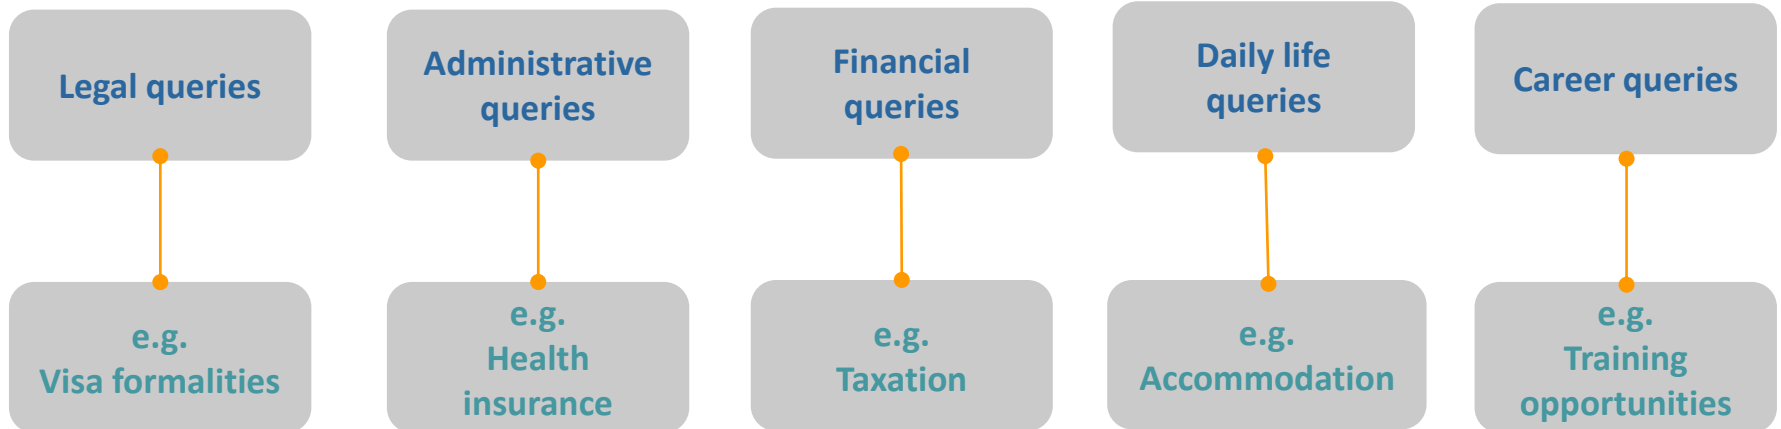 Legal queries
Administrative
queries
Financial
queries
Daily life
queries
Career queries
e.g.
Visa formalities
e.g.
Health
insurance
e.g.
Taxation
e.g.
Accommodation
e.g.
Training
opportunities